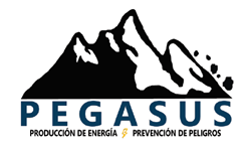 PEGASUS
PRODUCCIÓN DE ENERGÍA PREVENCIÓN DE PELIGROS